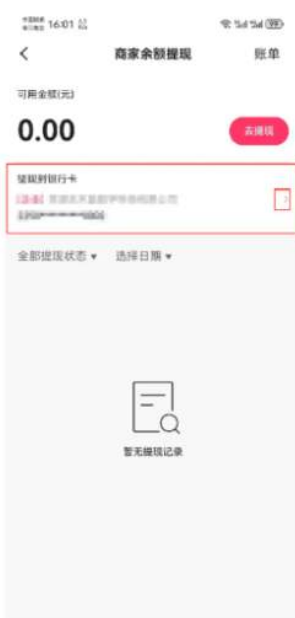 16:01
商家余额提现
账单
可用金额(元)
0.00
去提现
提现到银行卡
全部提现状态 ▼
选择日期 ▼
暂无提现记录